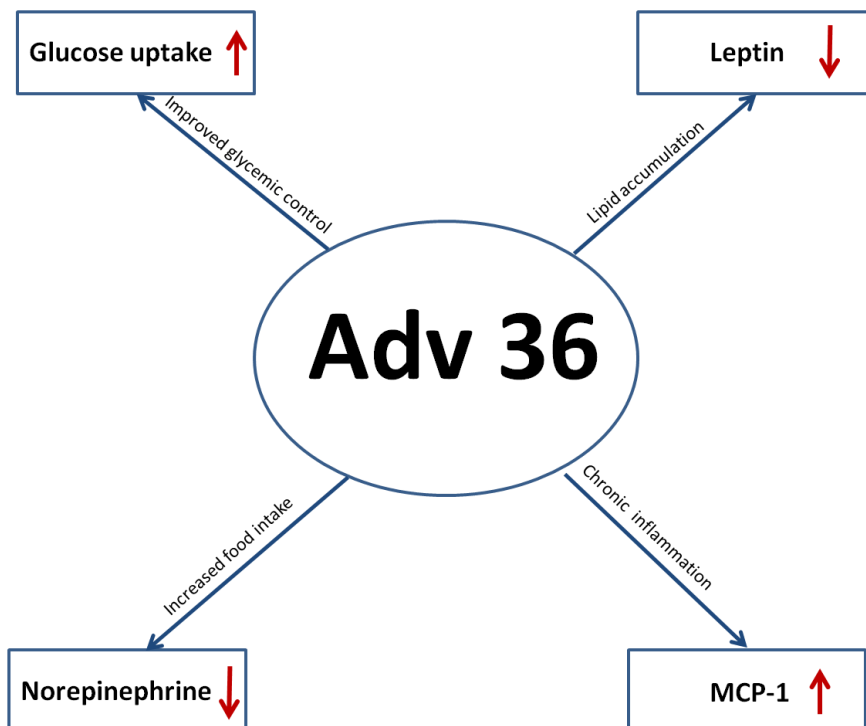 Glucose uptake
Leptin
Improved glycemic control
Lipid accumulation
Adv 36
Increased food intake
Chronic inflammation
Norepinephrine
MCP-1